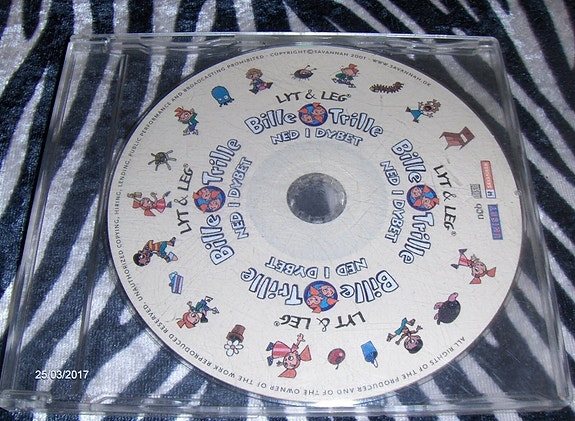 ALL RIGHTS OF THE PRODUCER AND OF THE OWNER OF THE WORK REPRODUCED RESERVED. UNAUTHORIZED COPYING, HIRING, LENDING, PUBLIC PERFORMANCE AND BROADCASTING PROHIBITED · COPYRIGHT © SAVANNAH 2007 · WWW.SAVANNAH.DK
LYT & LEG®
Bille Trille
NED I DYBET
LYT & LEG®
Bille Trille
NED I DYBET
LYT & LEG®
Bille Trille
NED I DYBET
LYT & LEG®
Bille Trille
NED I DYBET
ncb
25/03/2017